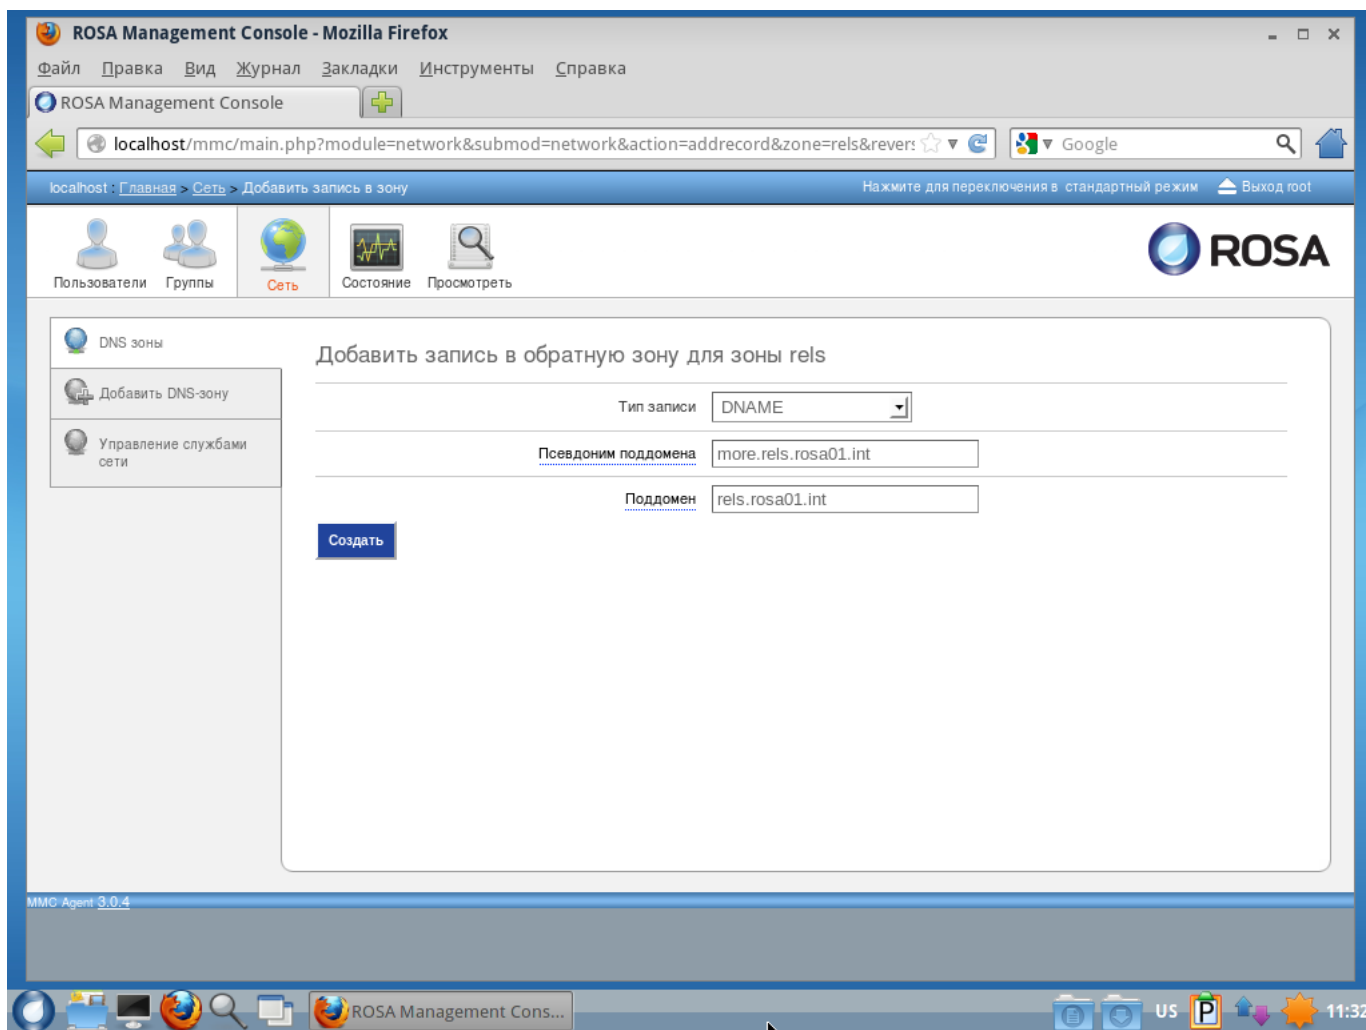 ROSA Management Console - Mozilla Firefox
Файл Правка Вид Журнал Закладки Инструменты Справка
ROSA Management Console
localhost/mmc/main.php?module=network&submod=network&action=addrecord&zone=rels&revers
Google
localhost : Главная > Сеть > Добавить запись в зону
Нажмите для переключения в стандартный режим
Выход root
Пользователи
Группы
Сеть
Состояние
Просмотреть
ROSA
DNS зоны
Добавить DNS-зону
Управление службами
сети
Добавить запись в обратную зону для зоны rels
Тип записи
DNAME
Псевдоним поддомена
more.rels.rosa01.int
Поддомен
rels.rosa01.int
Создать
MMC Agent 3.0.4
ROSA Management Cons...
US
P
11:32